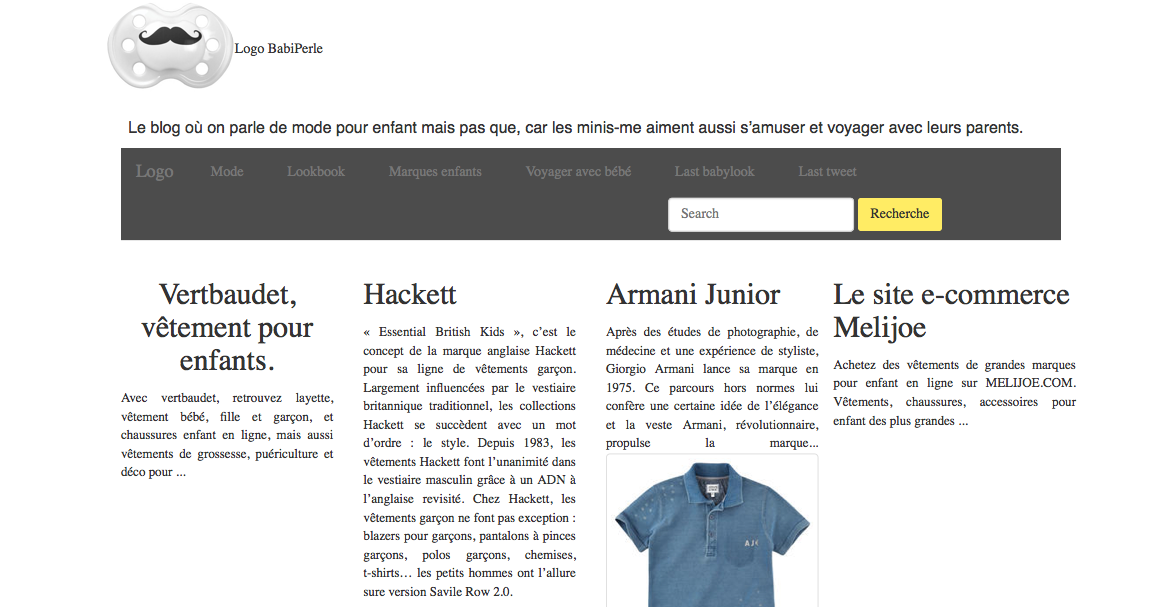 Logo BabiPerle
Le blog où on parle de mode pour enfant mais pas que, car les minis-me aiment aussi s’amuser et voyager avec leurs parents.
Logo Mode Lookbook Marques enfants Voyager avec bébé Last babylook Last tweet
Search Recherche
Vertbaudet,
vêtement pour
enfants.
Avec vertbaudet, retrouvez layette,
vêtement bébé, fille et garçon, et
chaussures enfant en ligne, mais aussi
vêtements de grossesse, puériculture et
déco pour ...
Hackett
« Essential British Kids », c’est le
concept de la marque anglaise Hackett
pour sa ligne de vêtements garçon.
Largement influencées par le vestiaire
britannique traditionnel, les collections
Hackett se succèdent avec un mot
d’ordre : le style. Depuis 1983, les
vêtements Hackett font l’unanimité dans
le vestiaire masculin grâce à un ADN à
l’anglaise revisité. Chez Hackett, les
vêtements garçon ne font pas exception :
blazers pour garçons, pantalons à pinces
garçons, polos garçons, chemises,
t-shirts… les petits hommes ont l’allure
sure version Savile Row 2.0.
Armani Junior
Après des études de photographie, de
médecine et une expérience de styliste,
Giorgio Armani lance sa marque en
1975. Ce parcours hors normes lui
confère une certaine idée de l’élégance
et la veste Armani, révolutionnaire,
propulse la marque...
AJ
Le site e-commerce
Melijoe
Achetez des vêtements de grandes marques
pour enfant en ligne sur MELIJOE.COM.
Vêtements, chaussures, accessoires pour
enfant des plus grandes ...